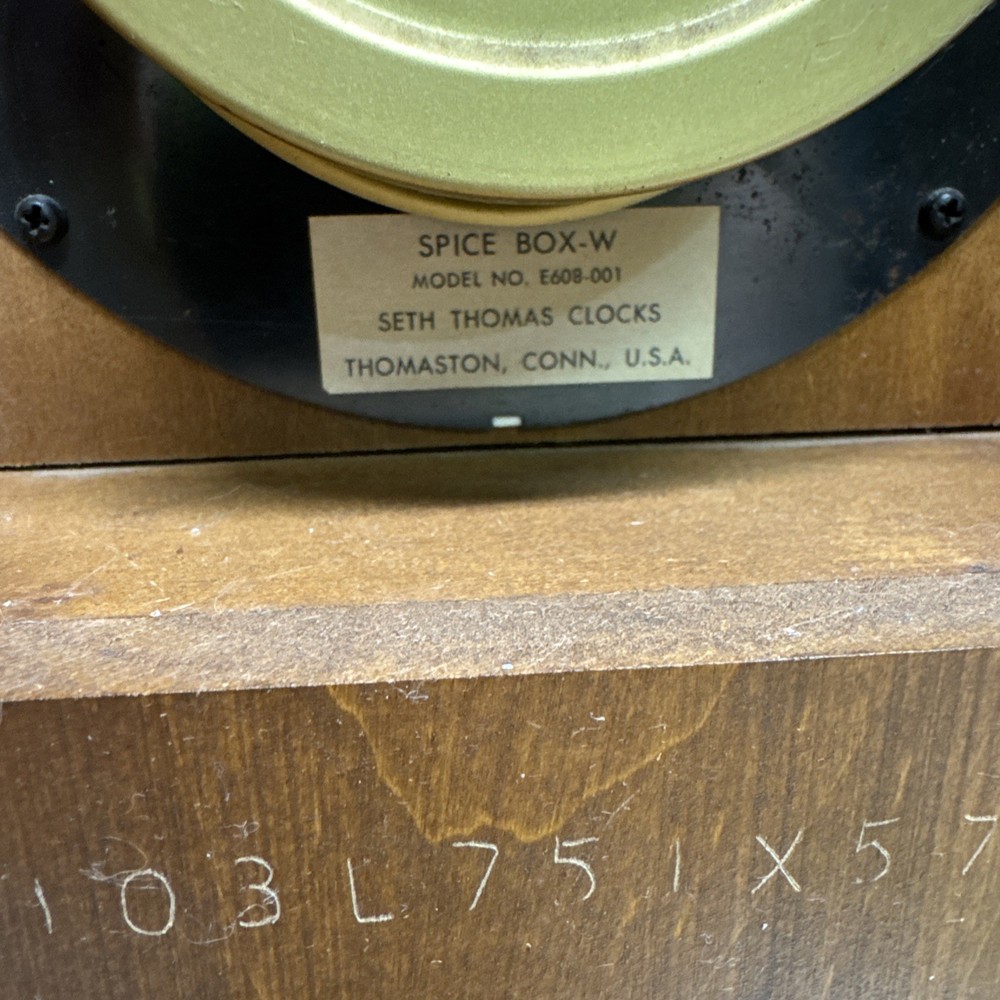 SPICE BOX-W
MODEL NO. E608-001
SETH THOMAS CLOCKS
THOMASTON, CONN., U.S.A.
103L751X57